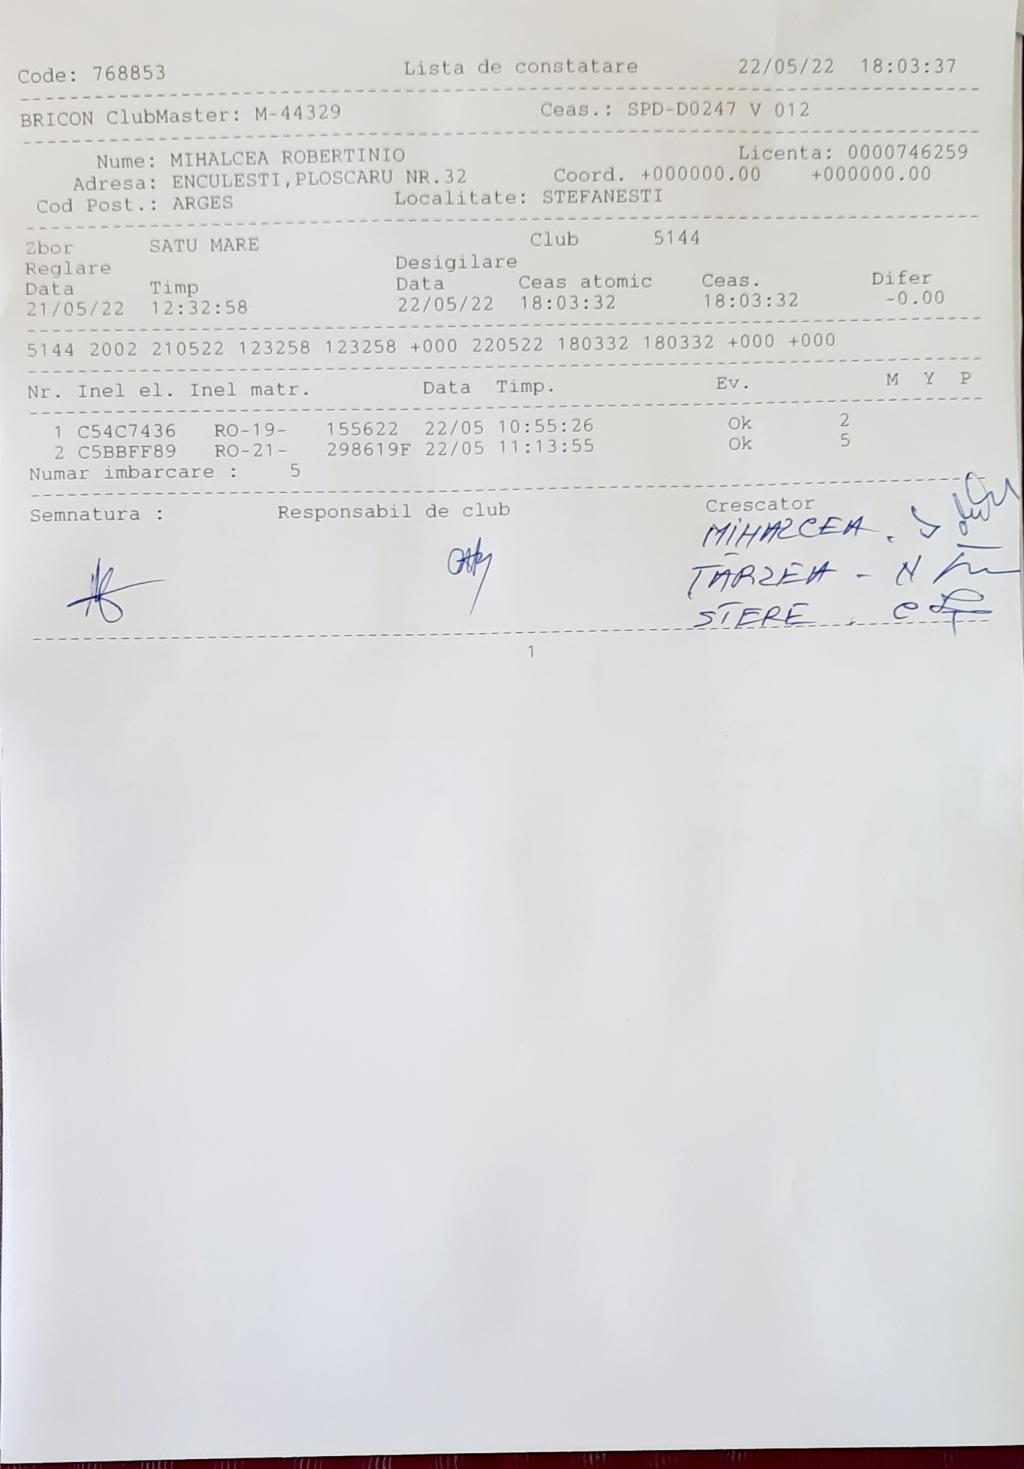 Code: 768853 Lista de constatare 22/05/22 18:03:37
BRICON ClubMaster: M-44329 Ceas.: SPD-D0247 V 012
Nume: MIHALCEA ROBERTINIO Licenta: 0000746259
Adresa: ENCULESTI,PLOSCARU NR.32 Coord. +000000.00 +000000.00
Cod Post.: ARGES Localitate: STEFANESTI
Zbor SATU MARE Club 5144
Reglare Desigilare
Data Timp Data Ceas atomic Ceas. Difer
21/05/22 12:32:58 22/05/22 18:03:32 18:03:32 -0.00
5144 2002 210522 123258 123258 +000 220522 180332 180332 +000 +000
Nr. Inel el. Inel matr. Data Timp. Ev. M Y P
1 C54C7436 RO-19- 155622 22/05 10:55:26 Ok 2
2 C5BBFF89 RO-21- 298619F 22/05 11:13:55 Ok 5
Numar imbarcare : 5
Semnatura : Responsabil de club Crescator
MIHALCEA.
TARZEA - N
STERE . C
1